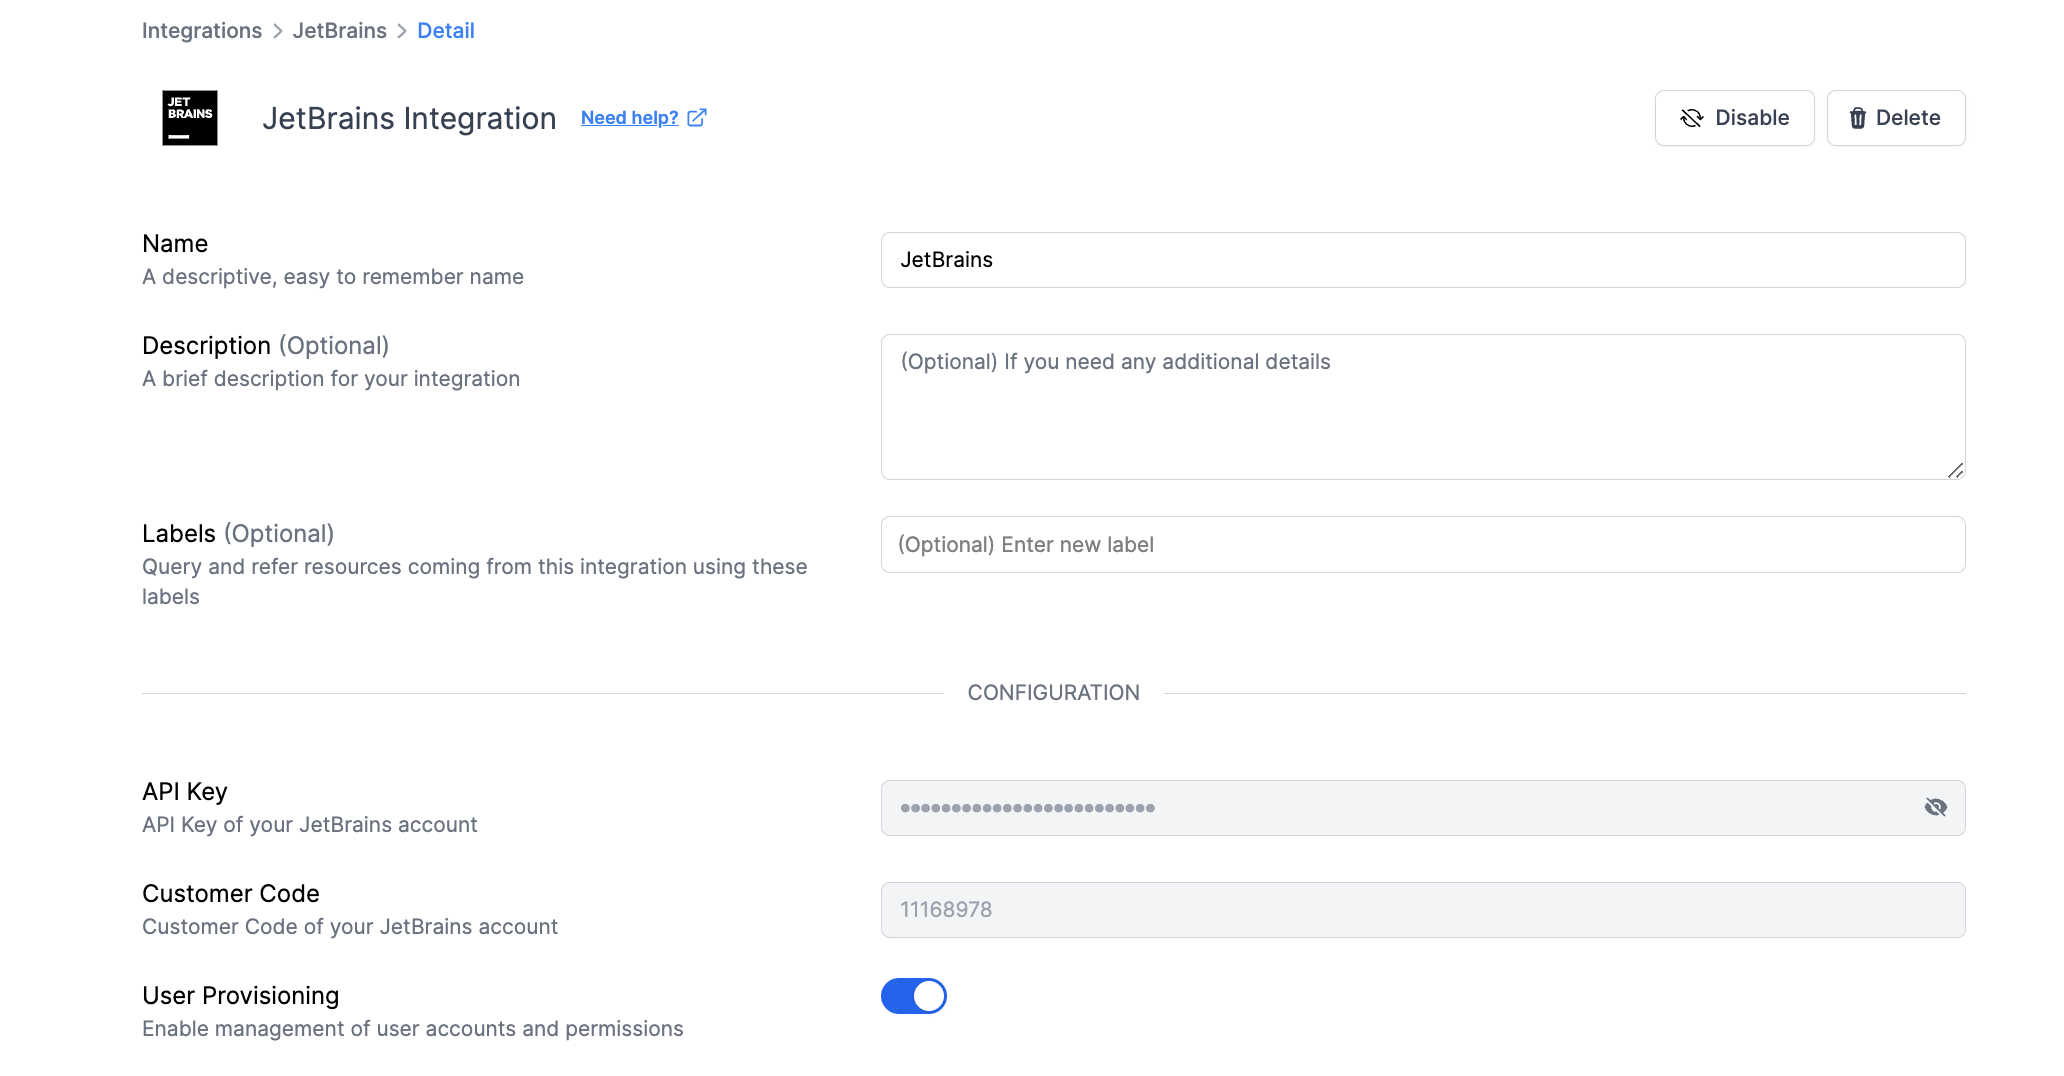 Integrations > JetBrains > Detail
JET
BRAINS
JetBrains Integration
Need help?
Disable
Delete
Name
A descriptive, easy to remember name
JetBrains
Description (Optional)
A brief description for your integration
(Optional) If you need any additional details
Labels (Optional)
Query and refer resources coming from this integration using these
labels
(Optional) Enter new label
CONFIGURATION
API Key
API Key of your JetBrains account
•••••••••••••••••••••••••
Customer Code
Customer Code of your JetBrains account
11168978
User Provisioning
Enable management of user accounts and permissions